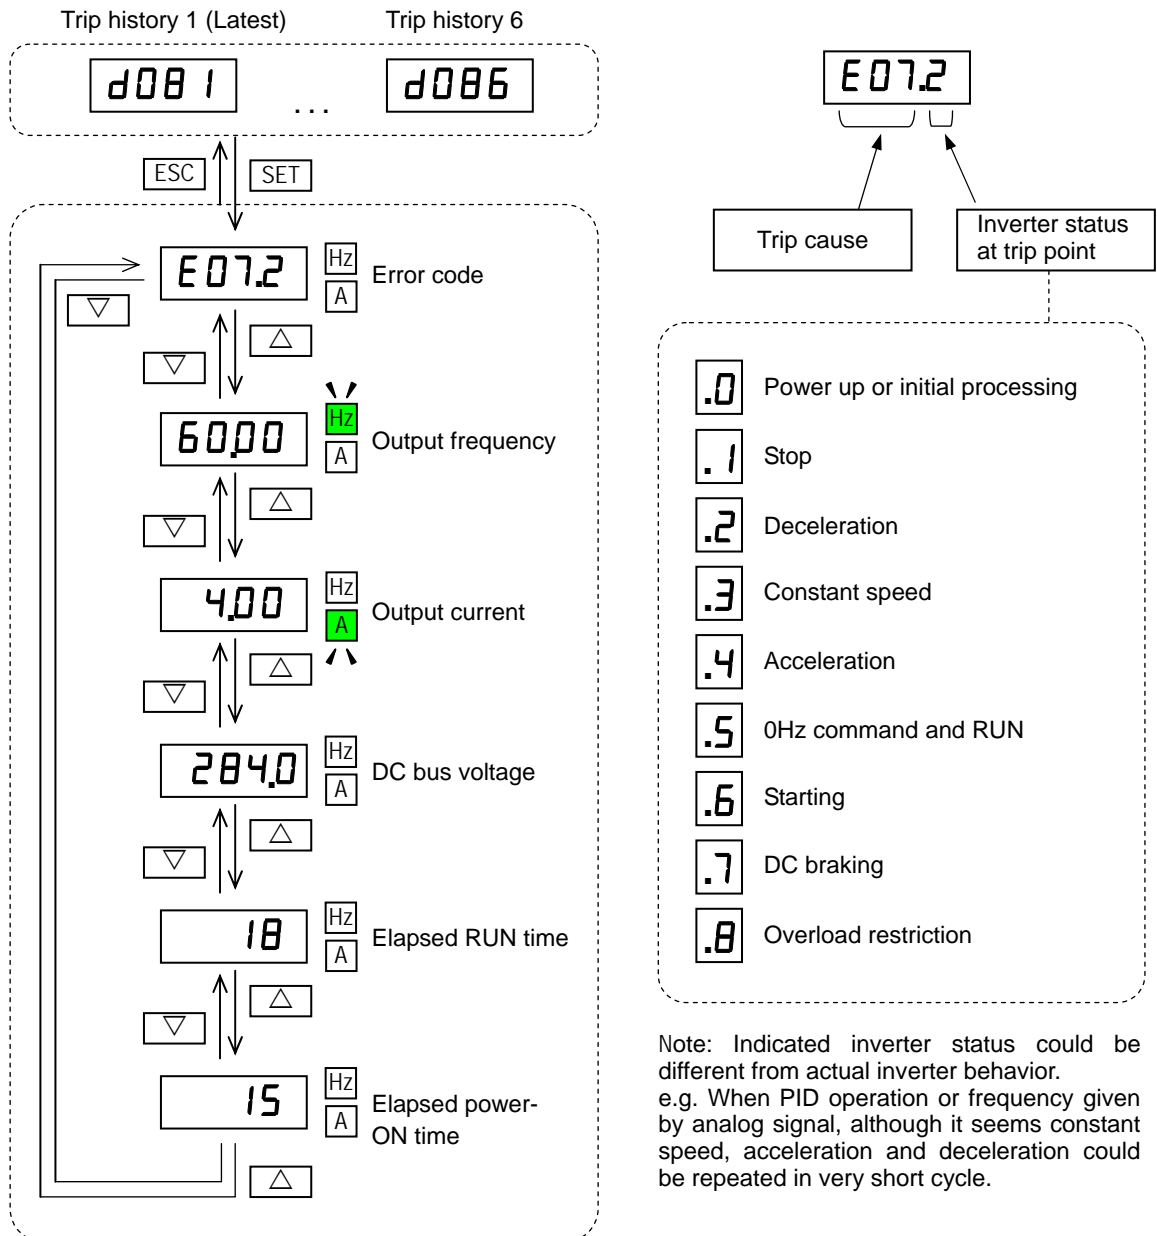 Trip history 1 (Latest)
Trip history 6
d081
...
d086
ESC
SET
E07.2
Hz
A
Error code
60.00
Hz
A
Output frequency
4.00
Hz
A
Output current
284.0
Hz
A
DC bus voltage
18
Hz
A
Elapsed RUN time
15
Hz
A
Elapsed power-
ON time
E07.2
Trip cause
Inverter status
at trip point
.0 Power up or initial processing
.1 Stop
.2 Deceleration
.3 Constant speed
.4 Acceleration
.5 0Hz command and RUN
.6 Starting
.7 DC braking
.8 Overload restriction
Note: Indicated inverter status could be
different from actual inverter behavior.
e.g. When PID operation or frequency given
by analog signal, although it seems constant
speed, acceleration and deceleration could
be repeated in very short cycle.